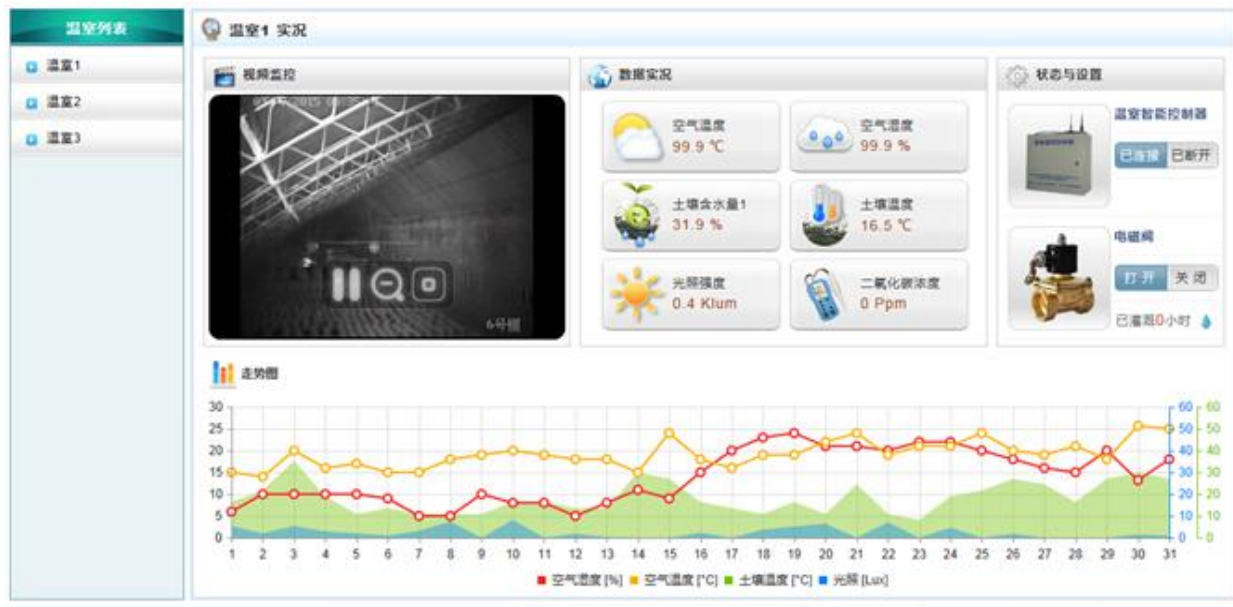 温室列表
温室1
温室2
温室3
温室1 实况
视频监控
6号棚
数据实况
空气温度
99.9 ℃
空气湿度
99.9 %
土壤含水量1
31.9 %
土壤温度
16.5 ℃
光照强度
0.4 Klum
二氧化碳浓度
0 Ppm
状态与设置
温室智能控制器
已连接 已断开
电磁阀
打 开 关 闭
已灌溉0小时
走势图
30
25
20
15
10
5
0
60
50
40
30
20
10
0
60
50
40
30
20
10
0
1 2 3 4 5 6 7 8 9 10 11 12 13 14 15 16 17 18 19 20 21 22 23 24 25 26 27 28 29 30 31
空气湿度 [%] 空气温度 [°C] 土壤温度 [°C] 光照 [Lux]